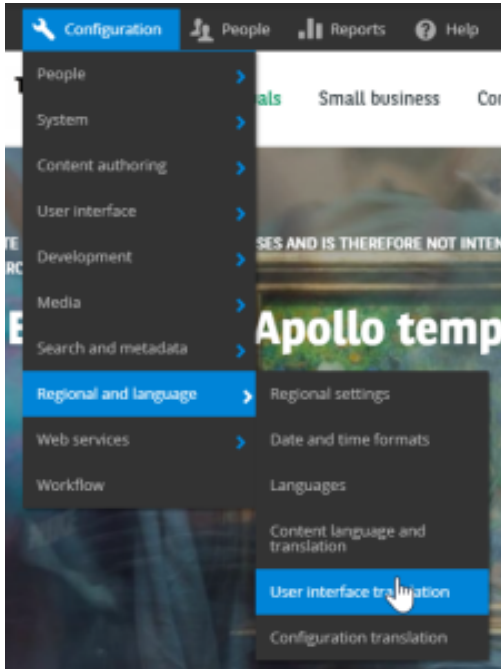 Configuration People Reports Help
People
als Small business
System
Content authoring
User interface
SES AND IS THEREFORE NOT INTEN
Development
Media
Apollo temp
Search and metadata
Regional and language Regional settings
Web services Date and time formats
Workflow Languages
Content language and
translation
User interface
Configuration translation